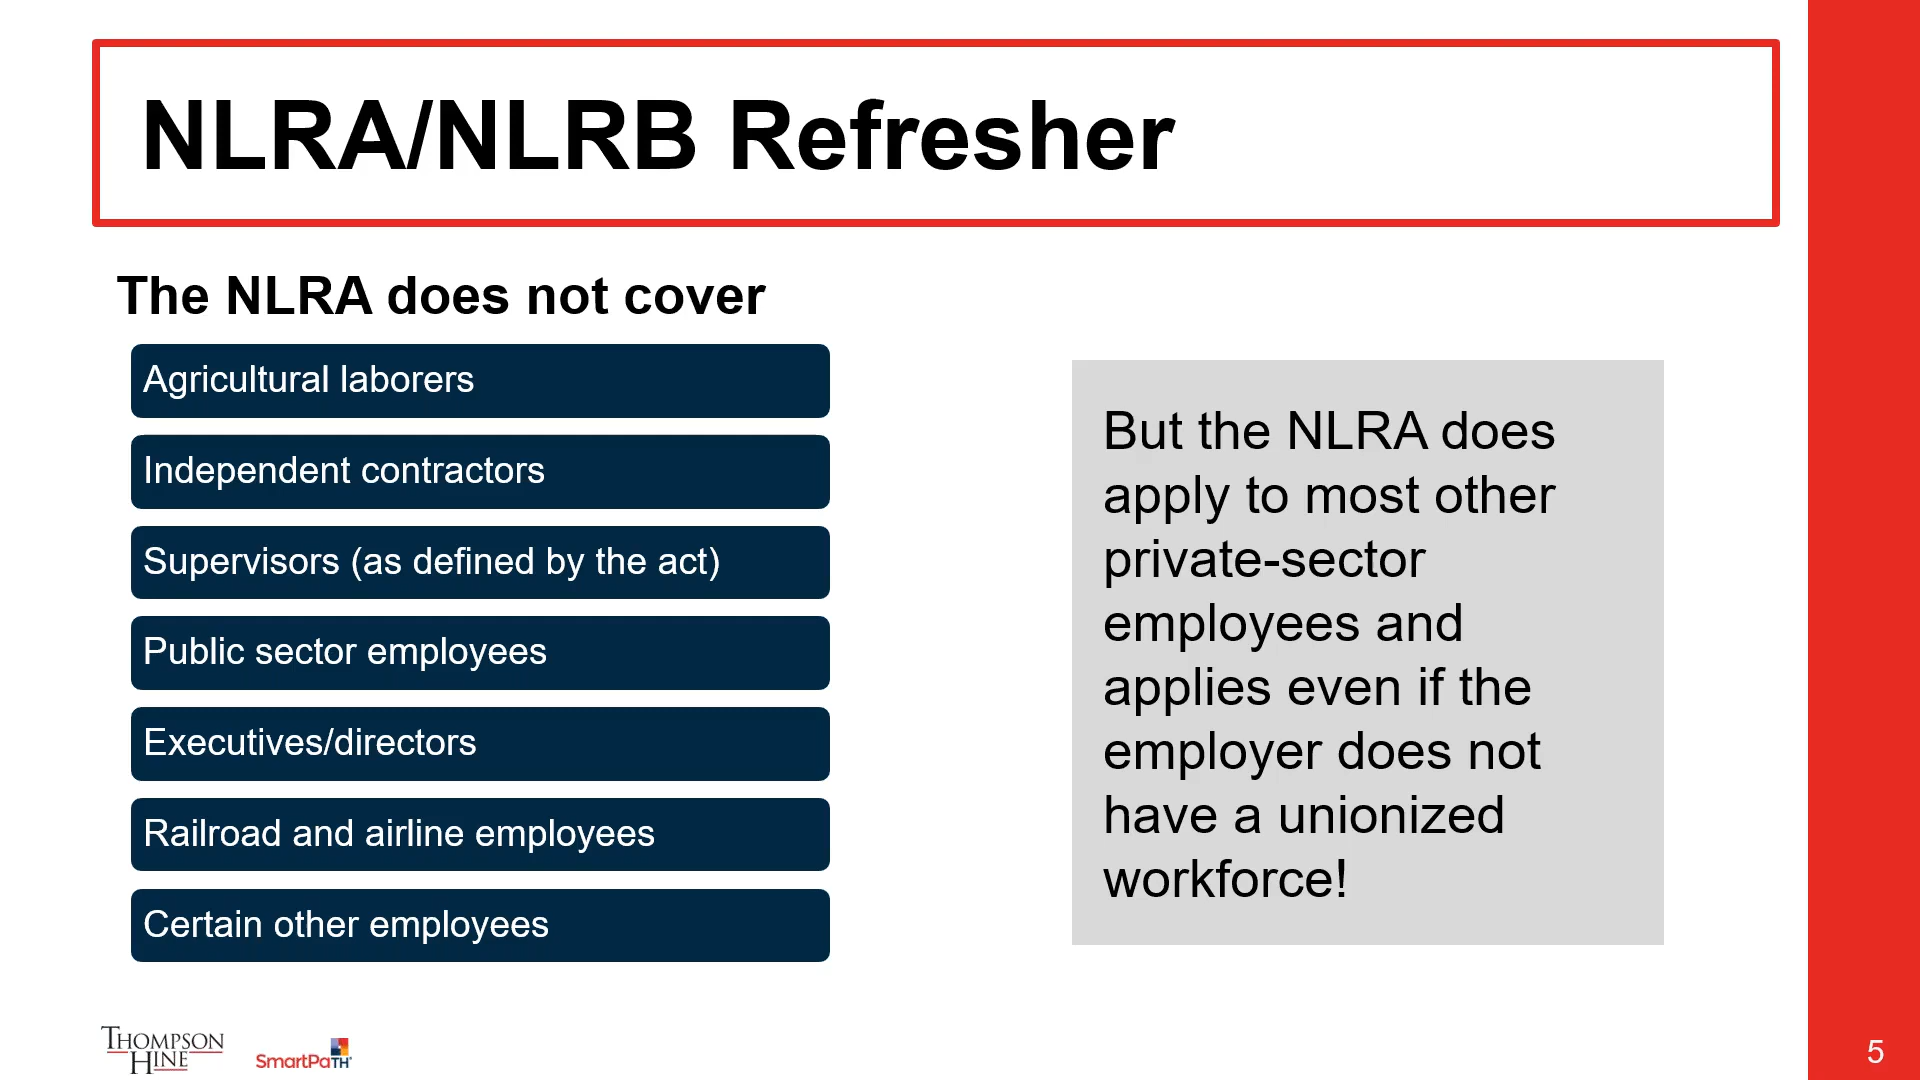 NLRA/NLRB Refresher
The NLRA does not cover
Agricultural laborers
Independent contractors
Supervisors (as defined by the act)
Public sector employees
Executives/directors
Railroad and airline employees
Certain other employees
But the NLRA does
apply to most other
private-sector
employees and
applies even if the
employer does not
have a unionized
workforce!
THOMPSON
HINE
SmartPaTH
5